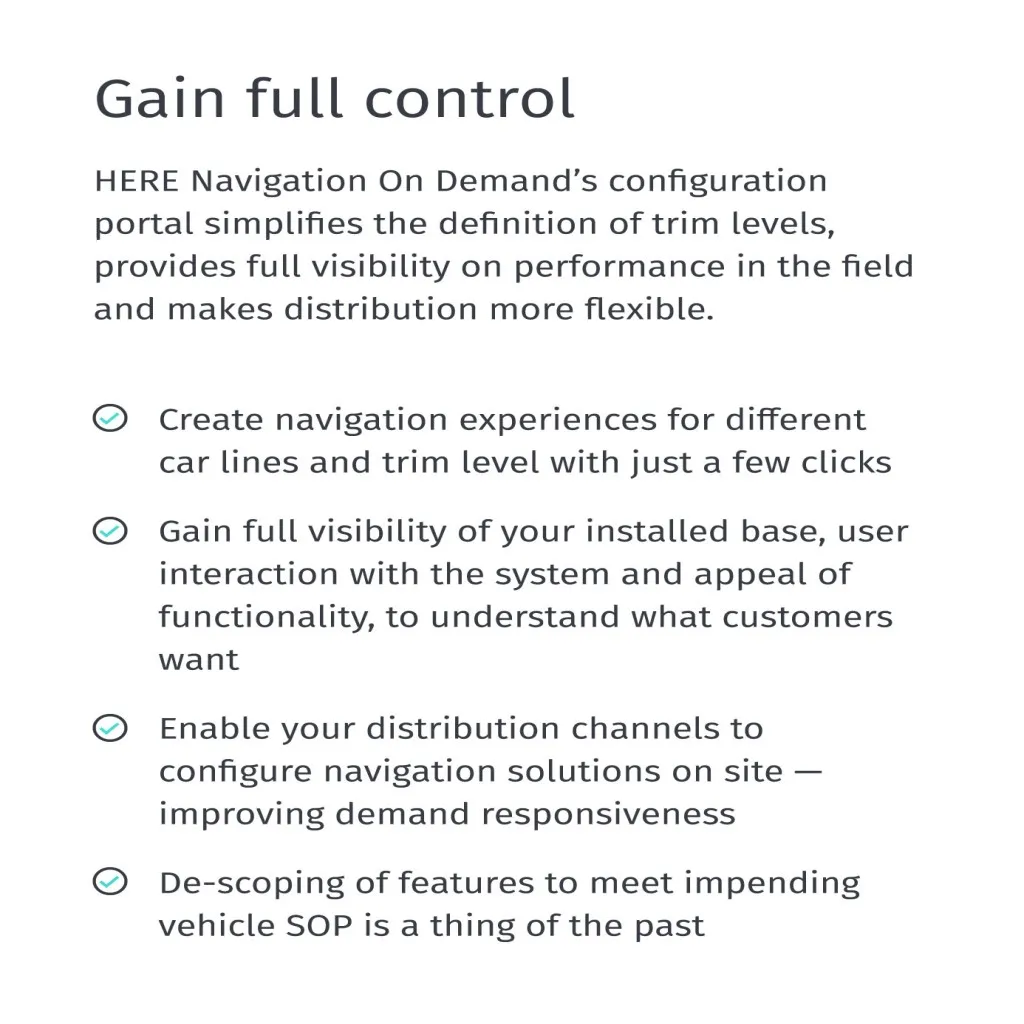 Gain full control
HERE Navigation On Demand’s configuration
portal simplifies the definition of trim levels,
provides full visibility on performance in the field
and makes distribution more flexible.
Create navigation experiences for different
car lines and trim level with just a few clicks
Gain full visibility of your installed base, user
interaction with the system and appeal of
functionality, to understand what customers
want
Enable your distribution channels to
configure navigation solutions on site —
improving demand responsiveness
De-scoping of features to meet impending
vehicle SOP is a thing of the past